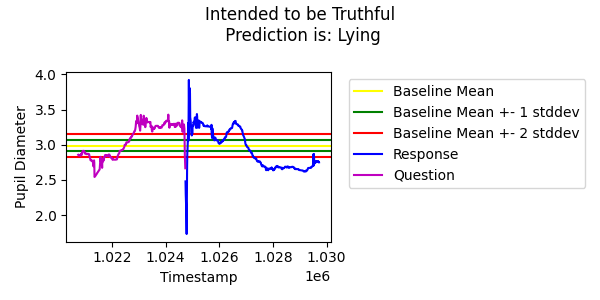 Intended to be Truthful
Prediction is: Lying
4.0
3.5
3.0
2.5
2.0
Pupil Diameter
1.022
1.024
1.026
1.028
1.030
1e6
Timestamp
Baseline Mean
Baseline Mean +- 1 stddev
Baseline Mean +- 2 stddev
Response
Question